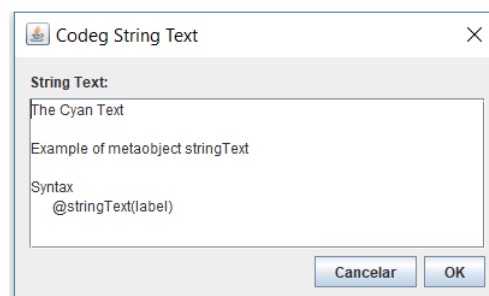 Codeg String Text
String Text:
The Cyan Text
Example of metaobject stringText
Syntax
@stringText(label)
Cancelar OK